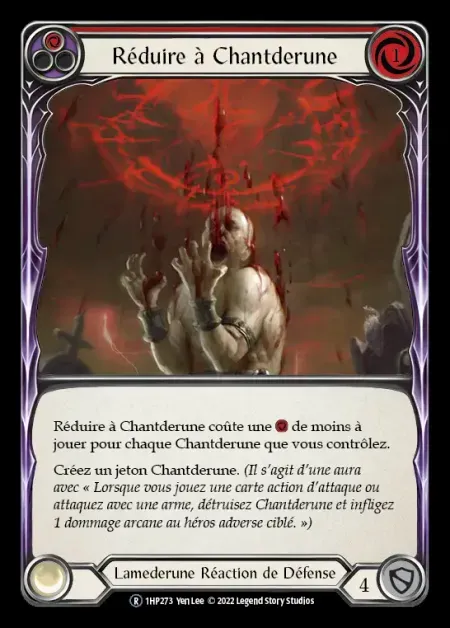 Réduire à Chantderune
1
Réduire à Chantderune coûte une de moins à
jouer pour chaque Chantderune que vous contrôlez.
Créez un jeton Chantderune. (Il s'agit d'une aura
avec « Lorsque vous jouez une carte action d'attaque ou
attaquez avec une arme, détruisez Chantderune et infligez
1 dommage arcane au héros adverse ciblé. »)
Lamederune Réaction de Défense
4
R 1HP273 Yen Lee © 2022 Legend Story Studios